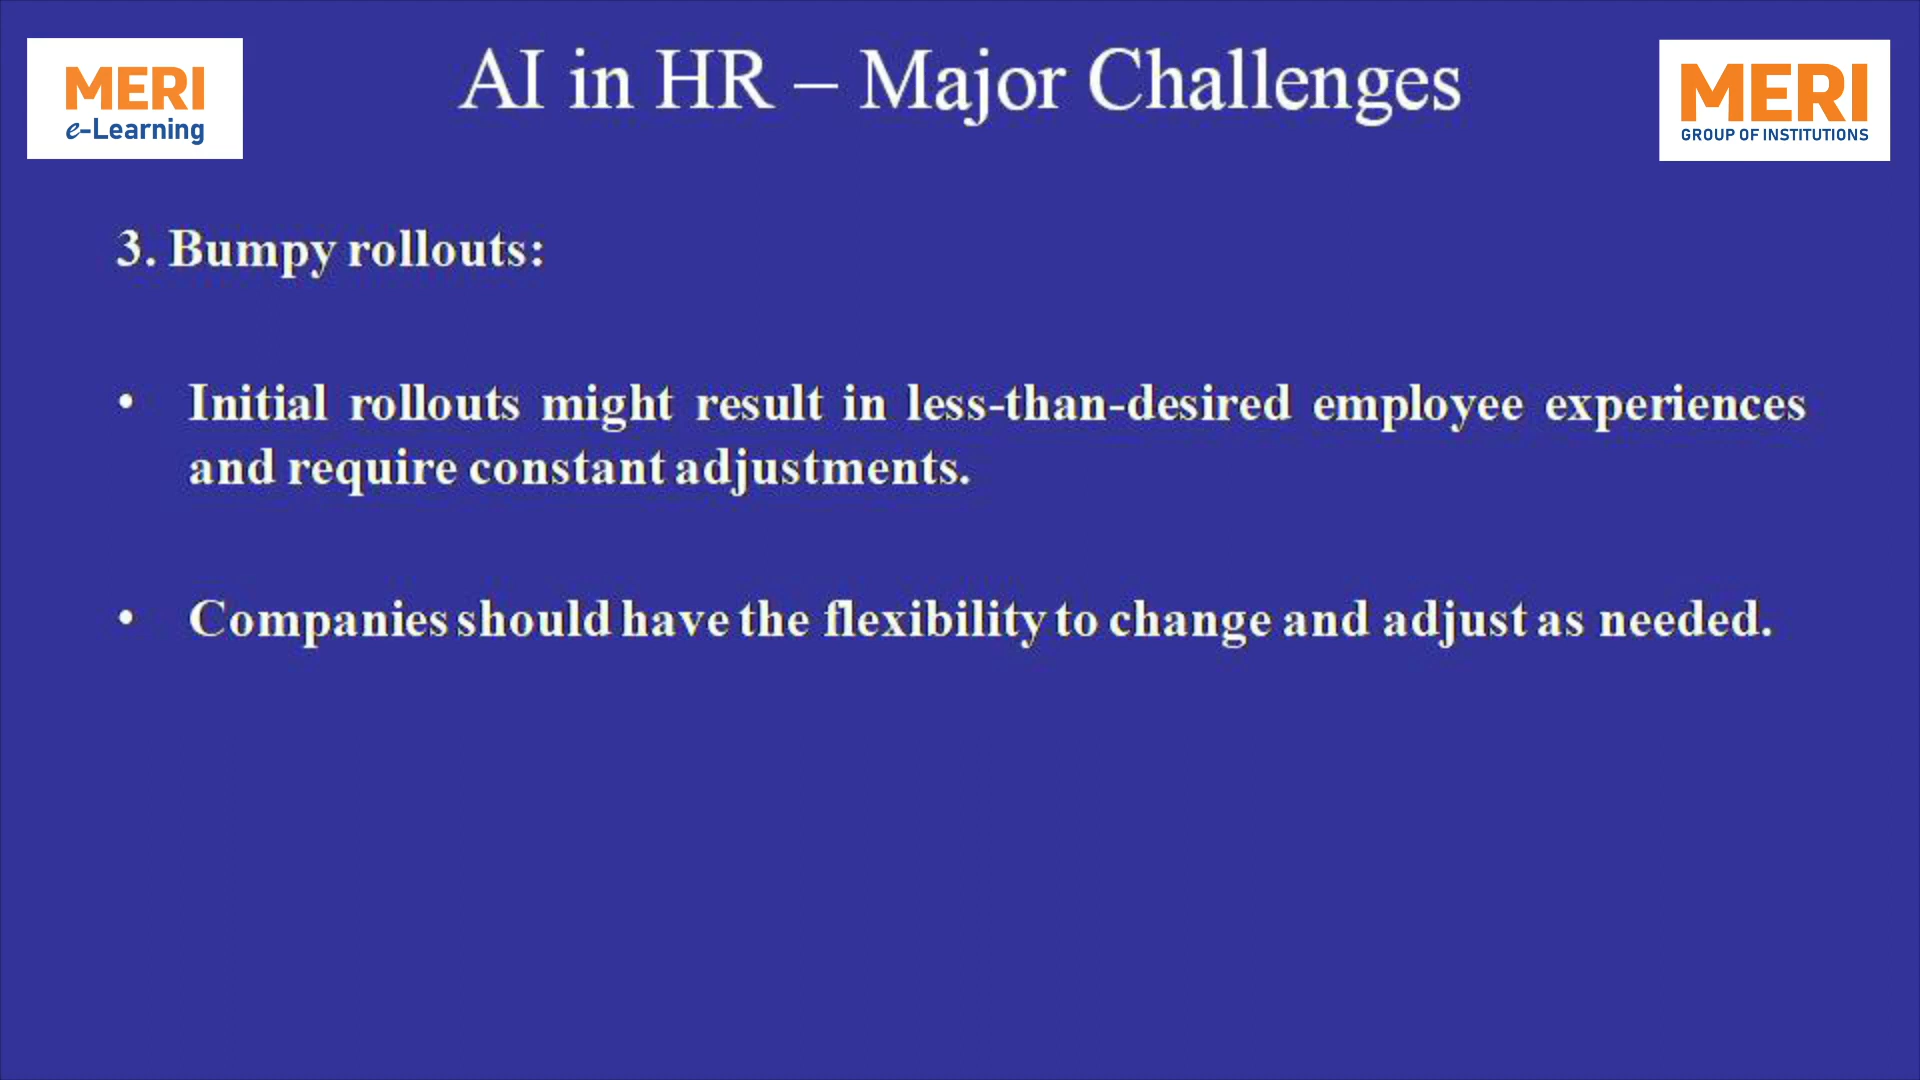 MERI
e-Learning
AI in HR – Major Challenges
MERI
GROUP OF INSTITUTIONS
3. Bumpy rollouts:
• Initial rollouts might result in less-than-desired employee experiences
and require constant adjustments.
• Companies should have the flexibility to change and adjust as needed.